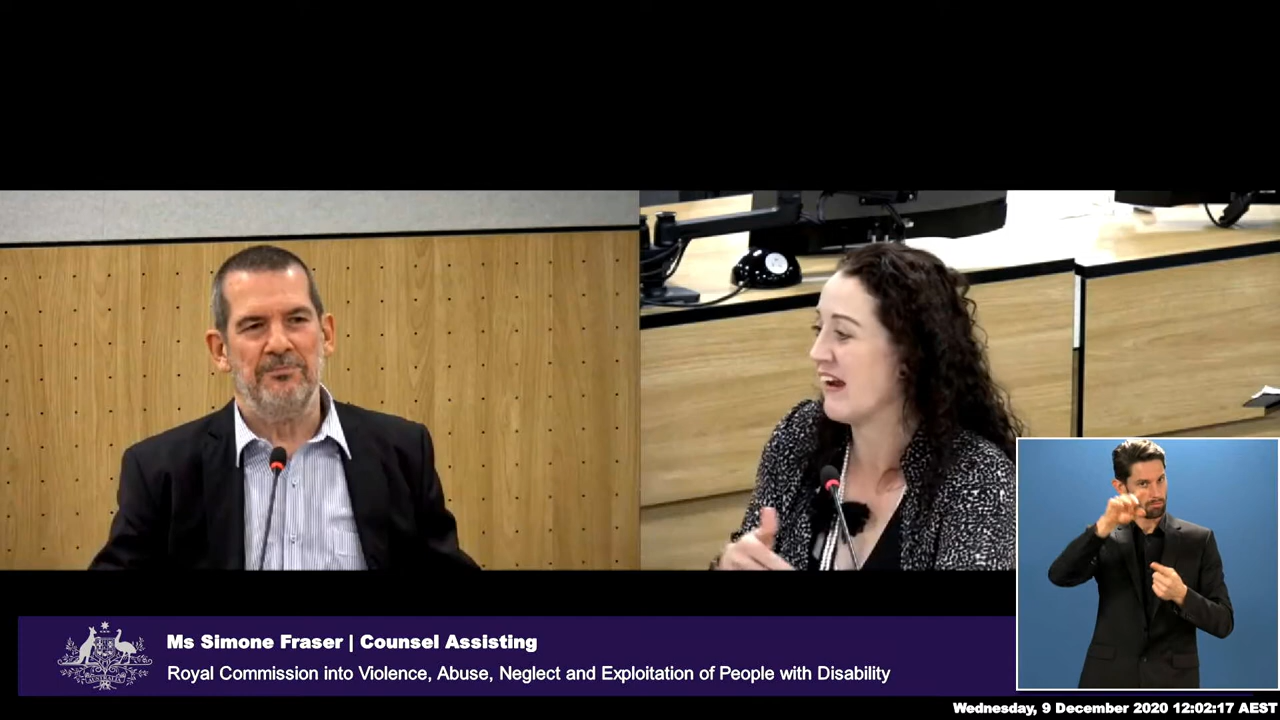 Ms Simone Fraser | Counsel Assisting
Royal Commission into Violence, Abuse, Neglect and Exploitation of People with Disability
Wednesday, 9 December 2020 12:02:17 AEST